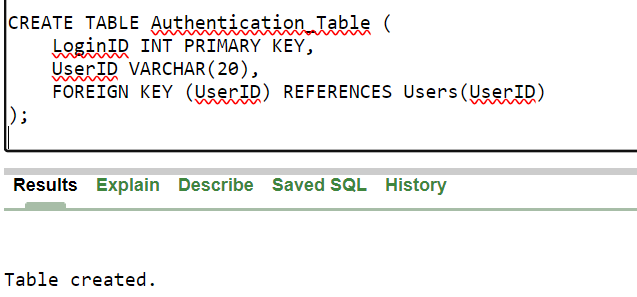 CREATE TABLE Authentication_Table (
LoginID INT PRIMARY KEY,
UserID VARCHAR(20),
FOREIGN KEY (UserID) REFERENCES Users(UserID)
);
Results Explain Describe Saved SQL History
Table created.